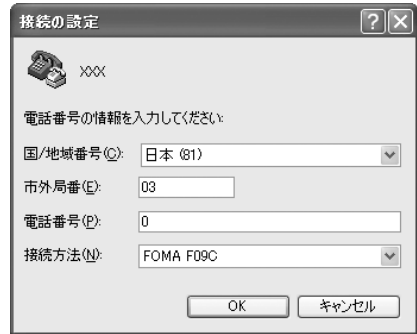 接続の設定
XXX
電話番号の情報を入力してください:
国/地域番号(C): 日本 (81)
市外局番(E): 03
電話番号(P): 0
接続方法(N): FOMA F09C
OK キャンセル